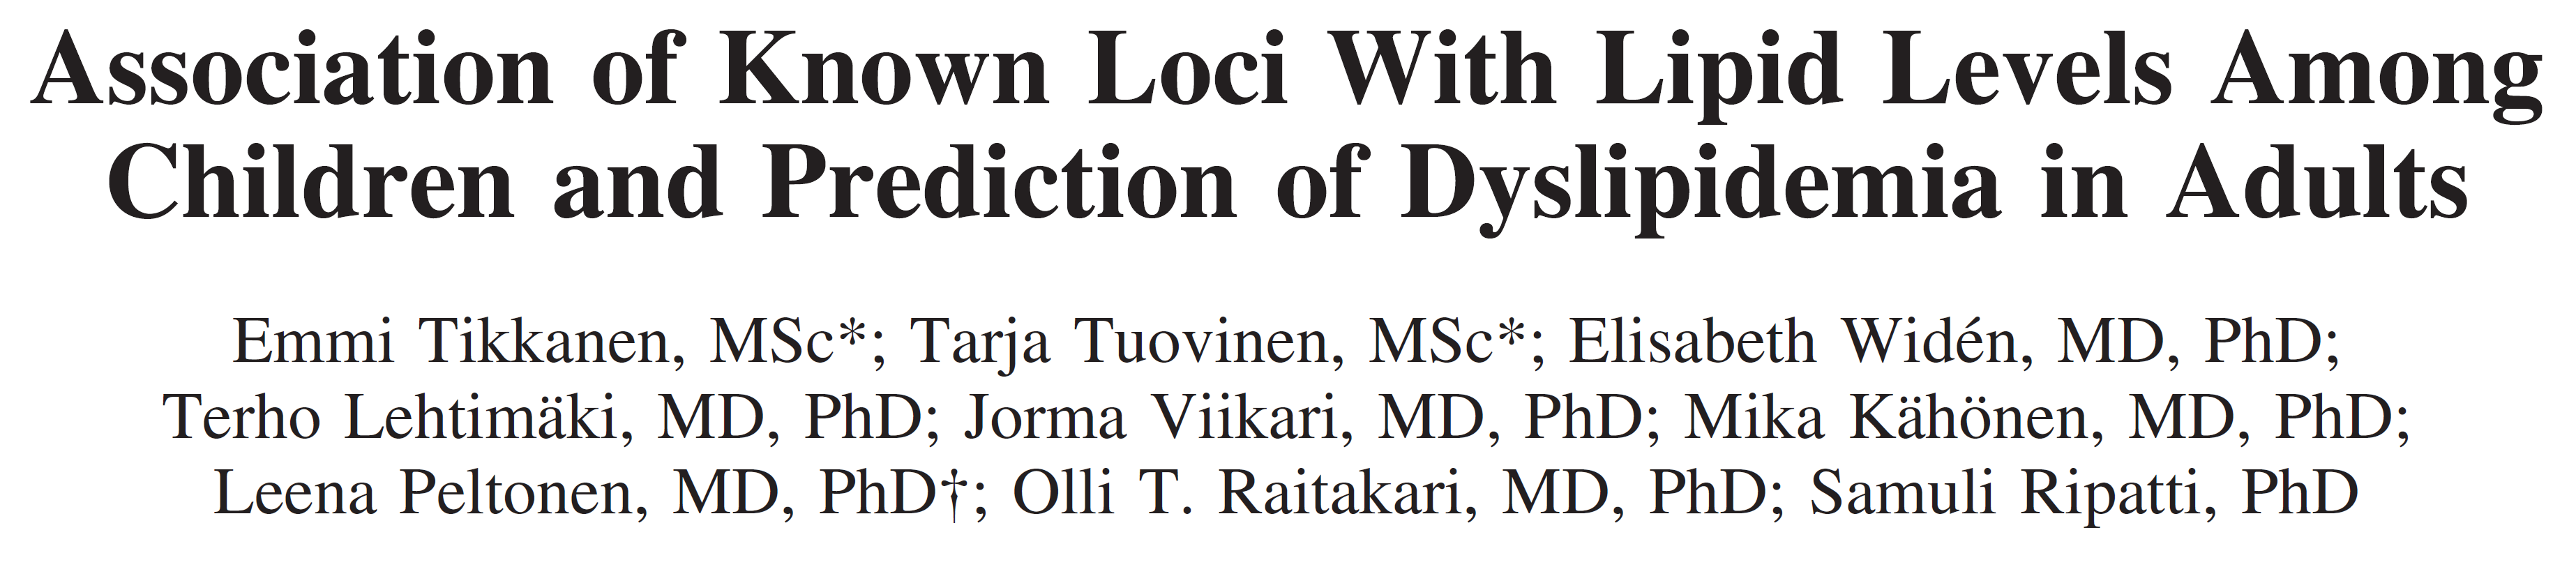 Association of Known Loci With Lipid Levels Among
Children and Prediction of Dyslipidemia in Adults
Emmi Tikkanen, MSc*; Tarja Tuovinen, MSc*; Elisabeth Widén, MD, PhD;
Terho Lehtimäki, MD, PhD; Jorma Viikari, MD, PhD; Mika Kähönen, MD, PhD;
Leena Peltonen, MD, PhD†; Olli T. Raitakari, MD, PhD; Samuli Ripatti, PhD